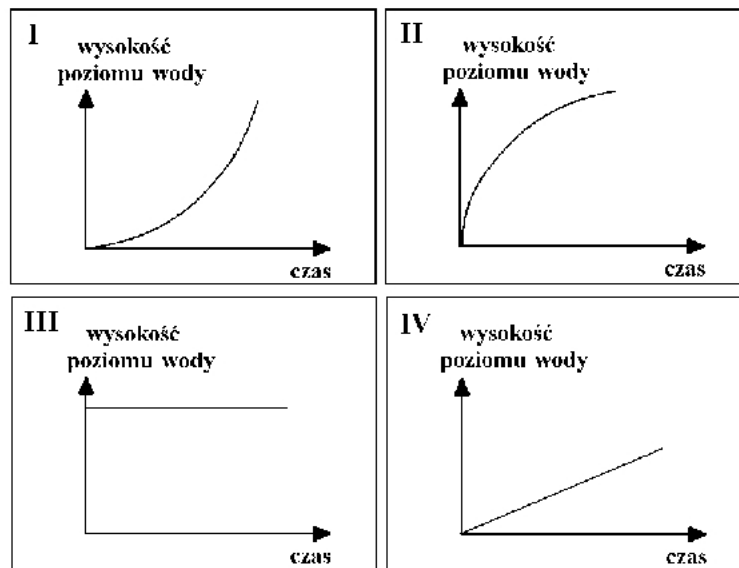 I
wysokość
poziomu wody
czas
II
wysokość
poziomu wody
czas
III
wysokość
poziomu wody
czas
IV
wysokość
poziomu wody
czas